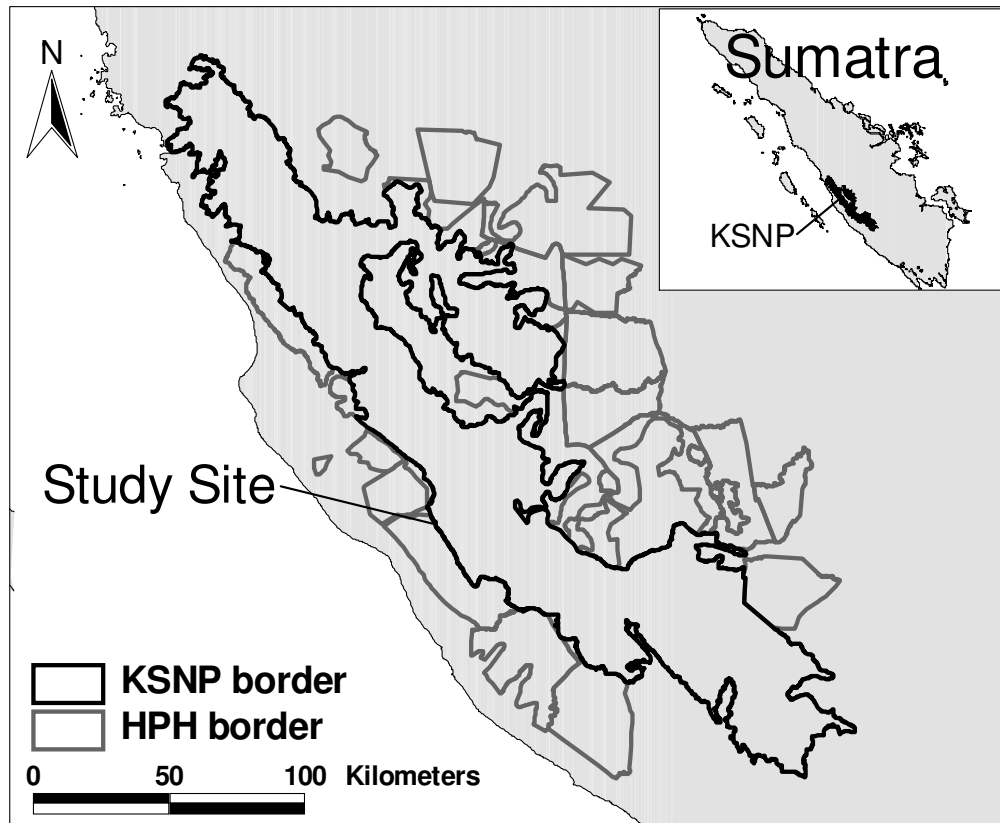 N
Sumatra
KSNP
Study Site
KSNP border
HPH border
0 50 100 Kilometers